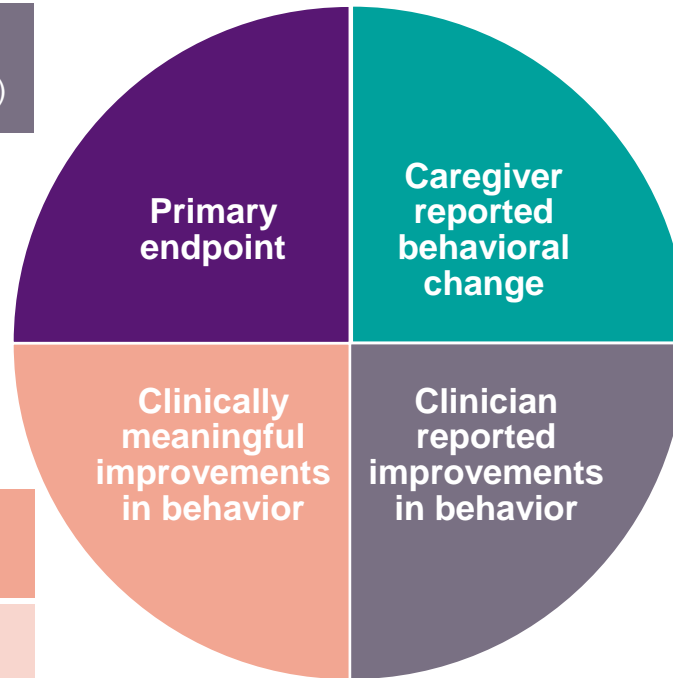 )
Primary
endpoint
Caregiver
reported
behavioral
change
Clinically
meaningful
improvements
in behavior
Clinician
reported
improvements
in behavior